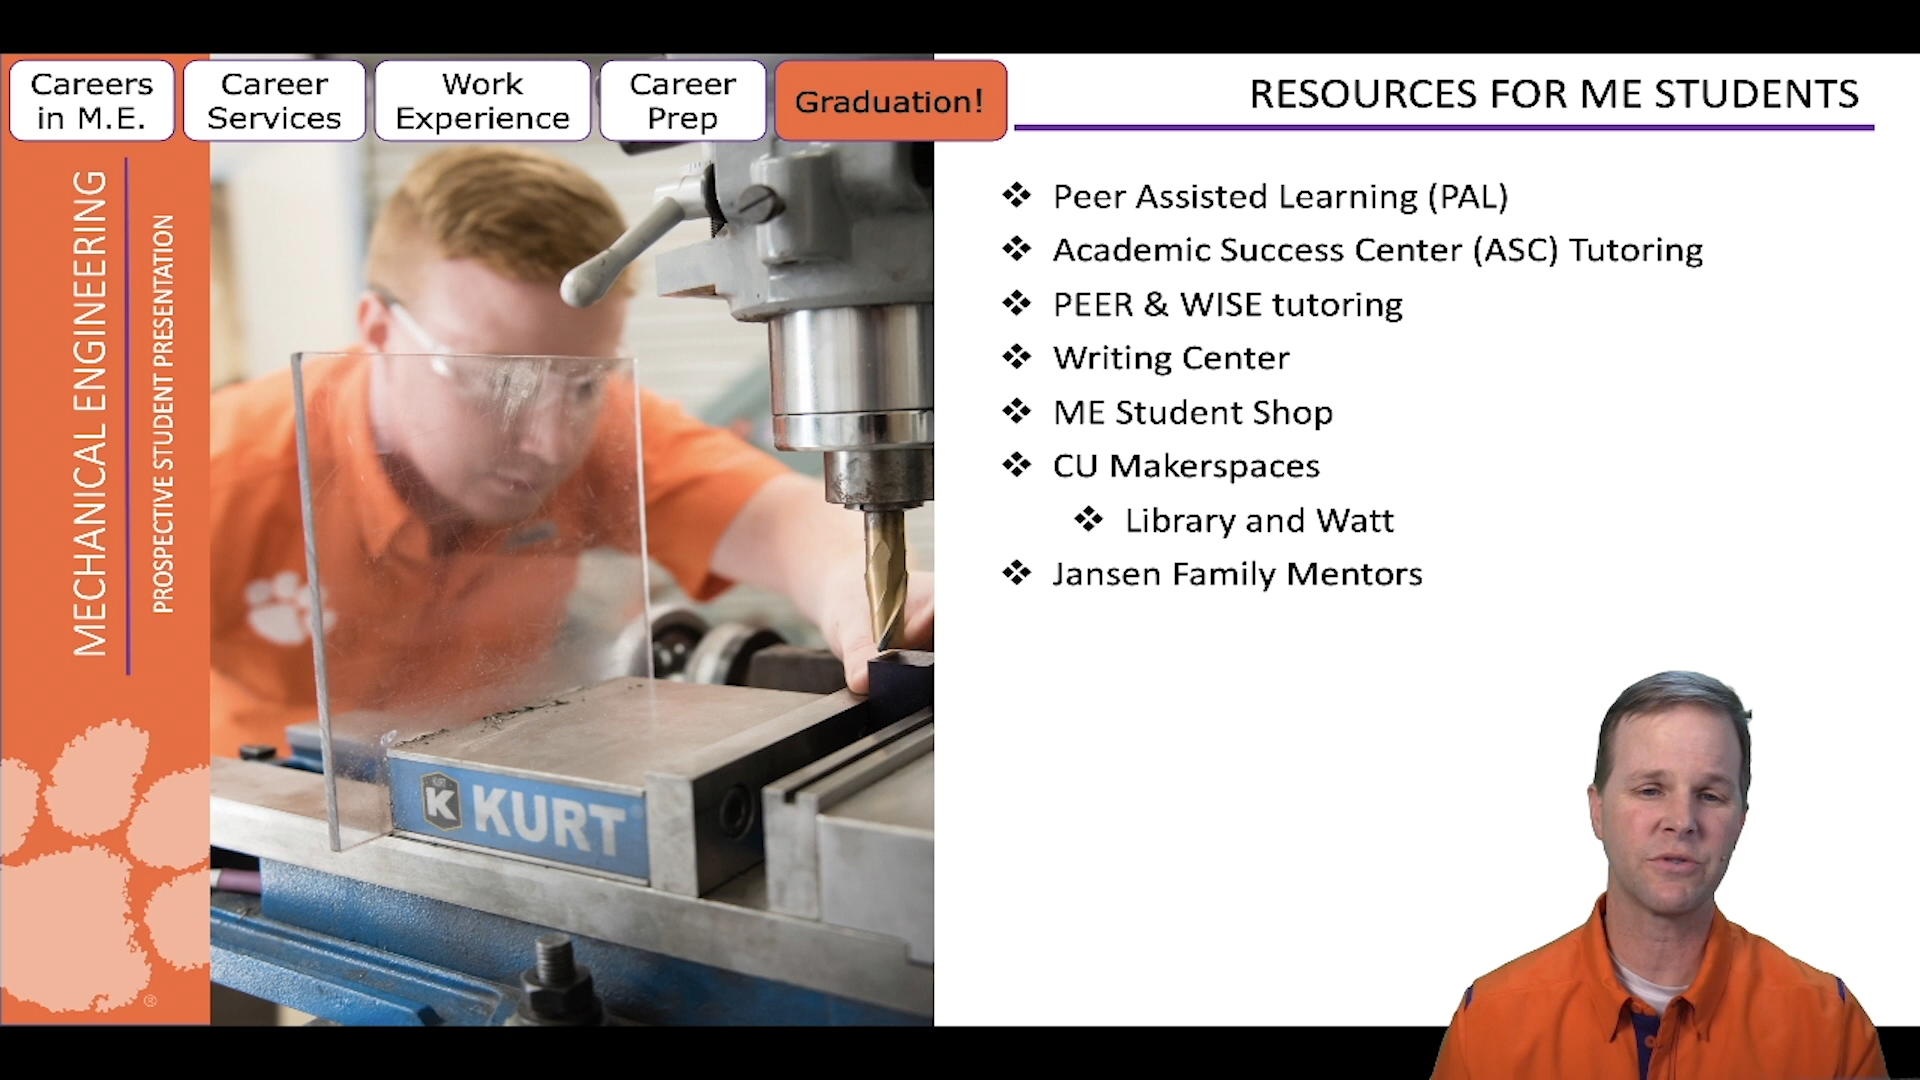 Careers
in M.E.
Career
Services
Work
Experience
Career
Prep
Graduation!
RESOURCES FOR ME STUDENTS
MECHANICAL ENGINEERING
PROSPECTIVE STUDENT PRESENTATION
❖ Peer Assisted Learning (PAL)
❖ Academic Success Center (ASC) Tutoring
❖ PEER & WISE tutoring
❖ Writing Center
❖ ME Student Shop
❖ CU Makerspaces
❖ Library and Watt
❖ Jansen Family Mentors
KURT
K KURT
®